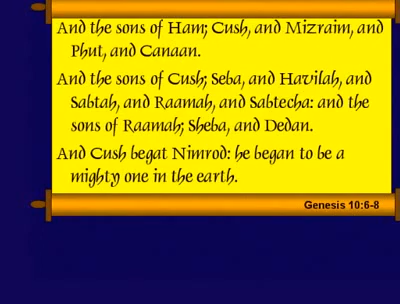 And the sons of Ham; Cush, and Mizraim, and
Phut, and Canaan.
And the sons of Cush; Seba, and Havilah, and
Sabtah, and Raamah, and Sabtecha: and the
sons of Raamah; Sheba, and Dedan.
And Cush begat Nimrod: he began to be a
mighty one in the earth.
Genesis 10:6-8